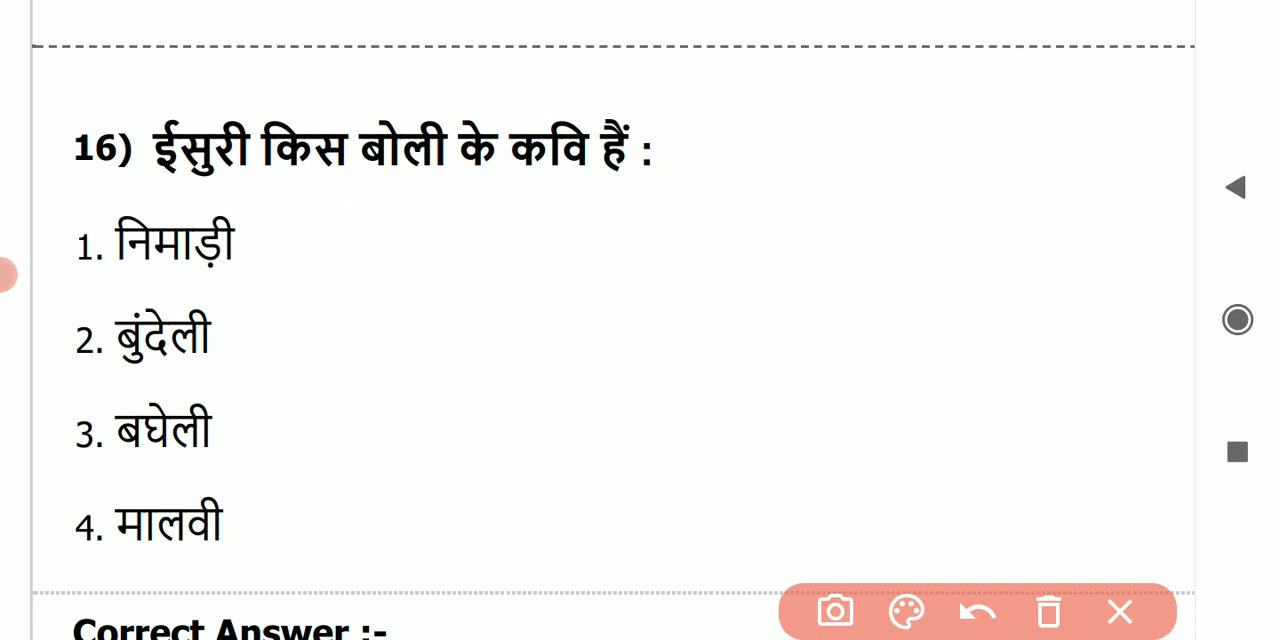 16) ईसुरी किस बोली के कवि हैं :
1. निमाड़ी
2. बुंदेली
3. बघेली
4. मालवी
Correct Answer :-